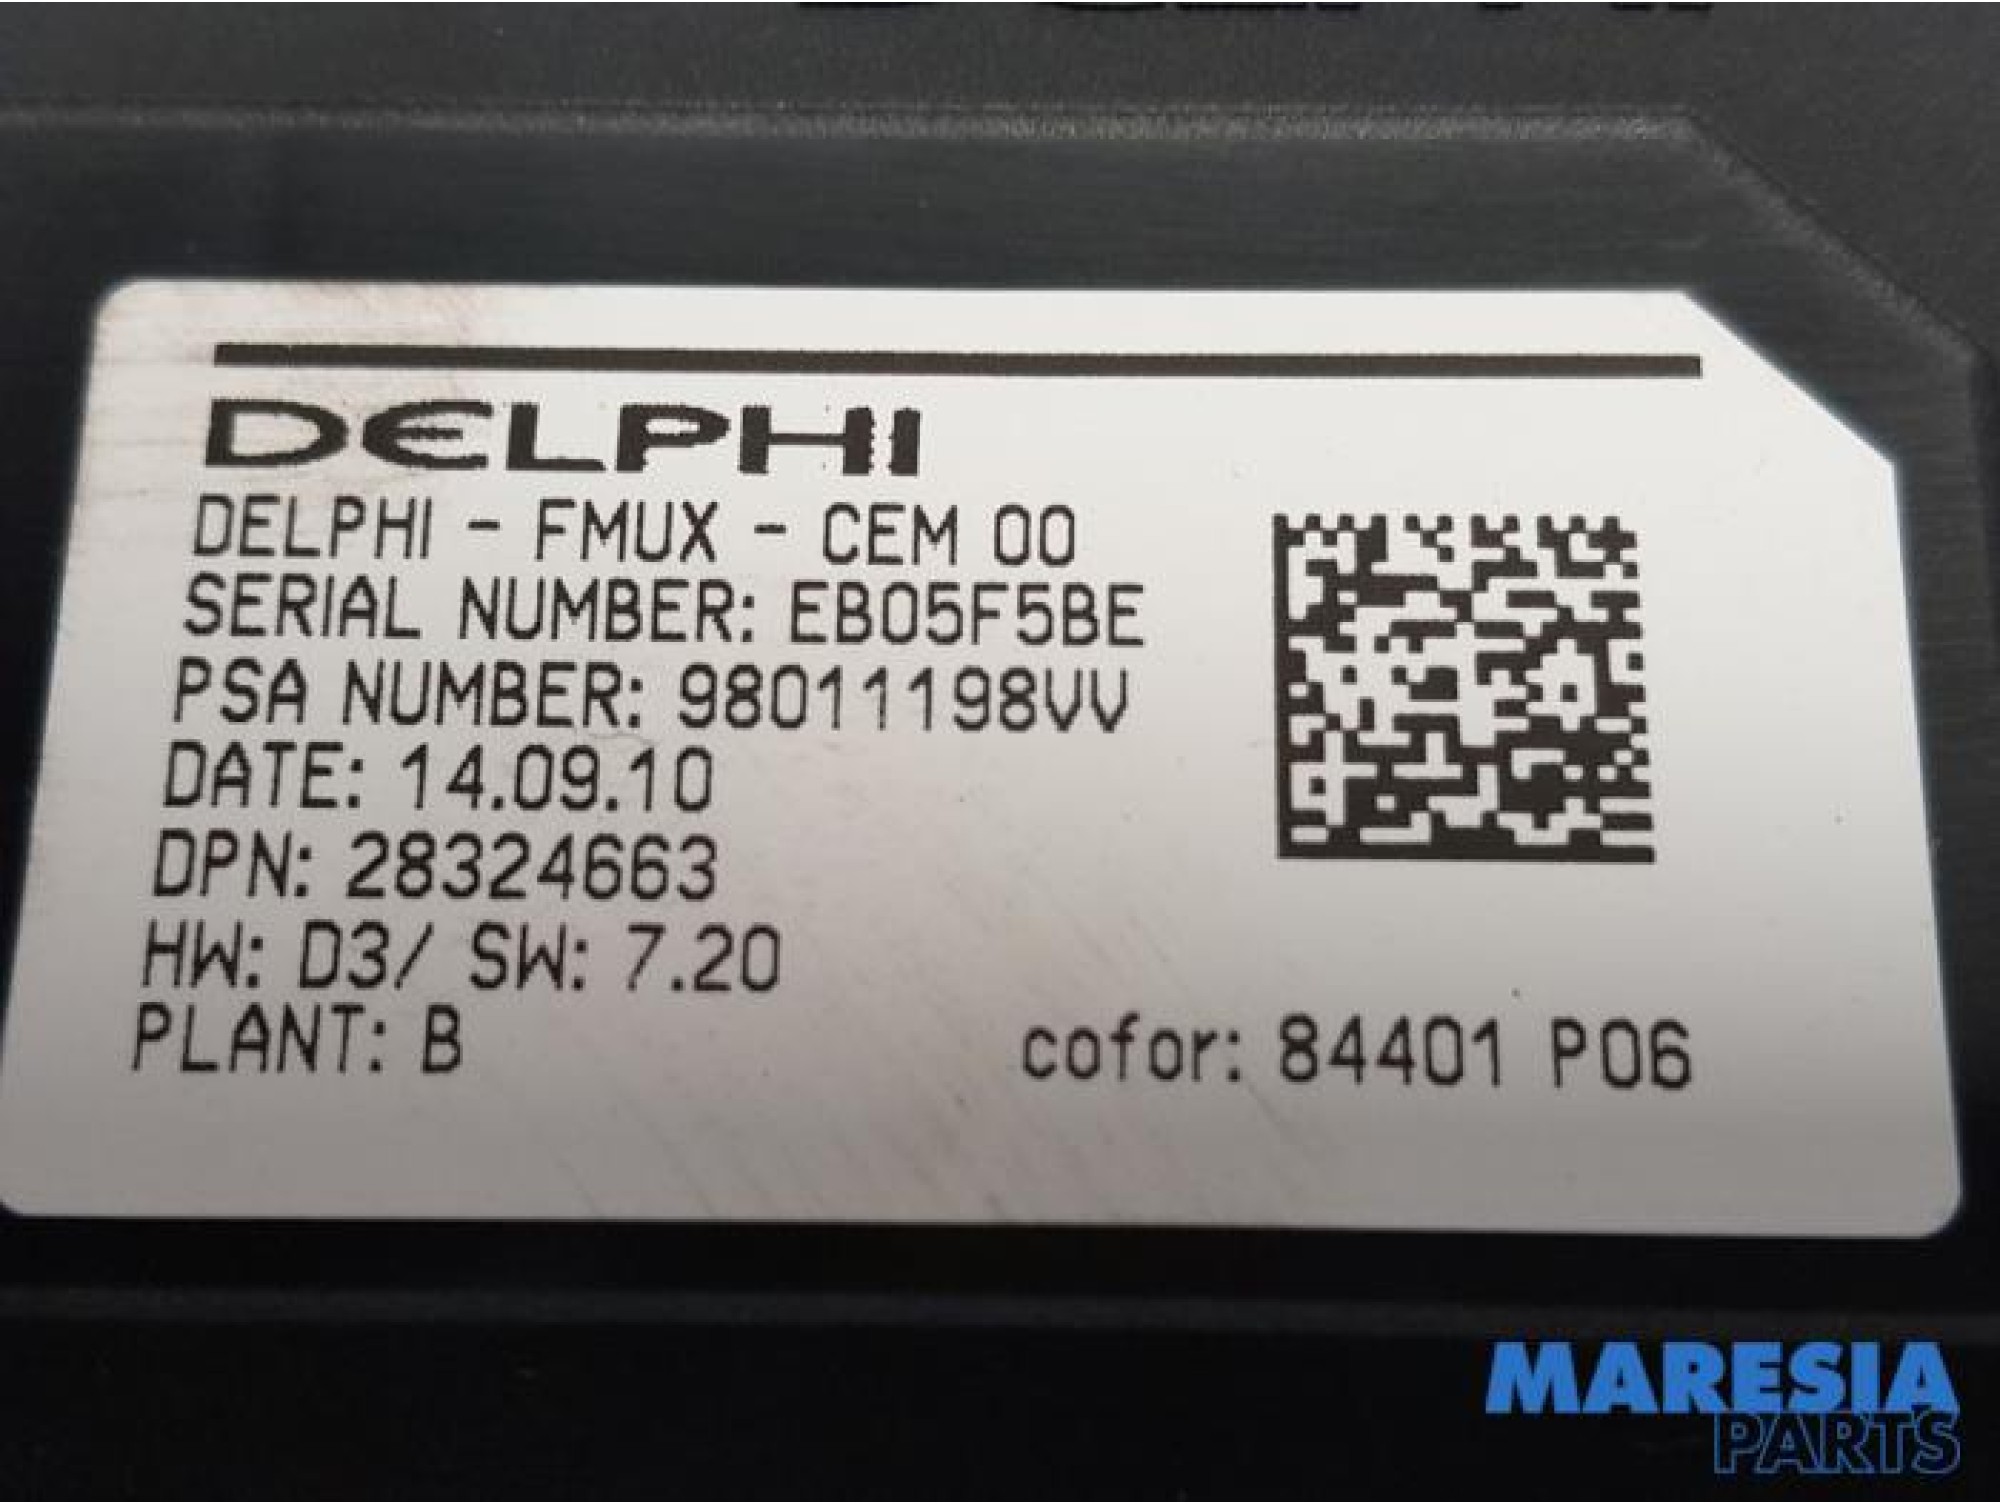 DELPHI
DELPHI - FMUX - CEM 00
SERIAL NUMBER: EB05F5BE
PSA NUMBER: 98011198VV
DATE: 14.09.10
DPN: 28324663
HW: D3/ SW: 7.20
PLANT: B
cofor: 84401 P06
MARESIA
PARTS